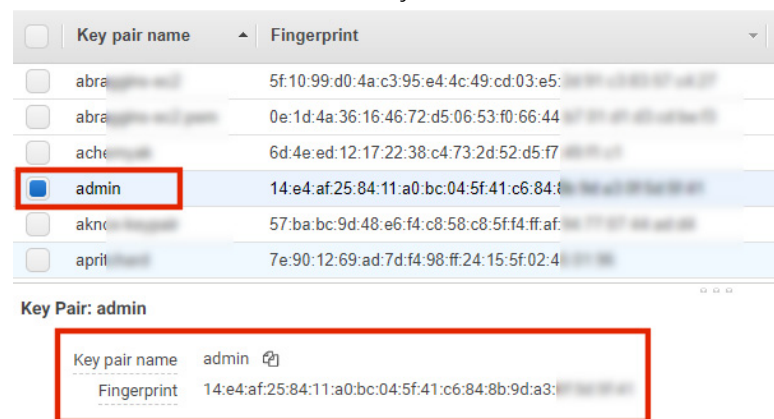 Key pair name Fingerprint
abra 5f:10:99:d0:4a:c3:95:e4:4c:49:cd:03:e5:
abra 0e:1d:4a:36:16:46:72:d5:06:53:f0:66:44
ache 6d:4e:ed:12:17:22:38:c4:73:2d:52:d5:f7
admin 14:e4:af:25:84:11:a0:bc:04:5f:41:c6:84:
akno 57:ba:bc:9d:48:e6:f4:c8:58:c8:5f:f4:ff:af:
aprit 7e:90:12:69:ad:7d:f4:98:ff:24:15:5f:02:4
Key Pair: admin
Key pair name admin
Fingerprint 14:e4:af:25:84:11:a0:bc:04:5f:41:c6:84:8b:9d:a3: